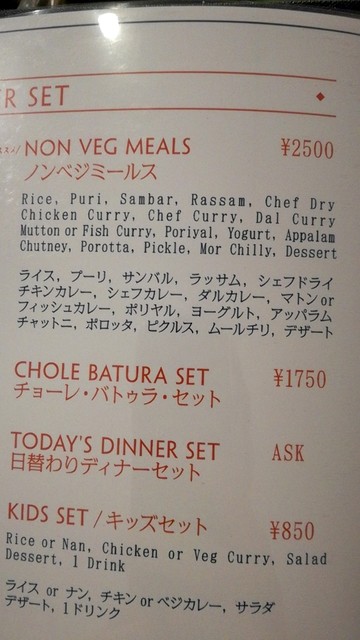 R SET
NON VEG MEALS ¥2500
ノンベジミールス
Rice, Puri, Sambar, Rassam, Chef Dry
Chicken Curry, Chef Curry, Dal Curry
Mutton or Fish Curry, Poriyal, Yogurt, Appalam
Chutney, Porotta, Pickle, Mor Chilly, Dessert
ライス, プーリ, サンバル, ラッサム, シェフドライ
チキンカレー, シェフカレー, ダルカレー, マトン or
フィッシュカレー, ポリヤル, ヨーグルト, アッパラム
チャットニ, ポロッタ, ピクルス, ムールチリ, デザート
CHOLE BATURA SET ¥1750
チョーレ・バトゥラ・セット
TODAY'S DINNER SET ASK
日替わりディナーセット
KIDS SET / キッズセット ¥850
Rice or Nan, Chicken or Veg Curry, Salad
Dessert, 1 Drink
ライス or ナン, チキン or ベジカレー, サラダ
デザート, 1ドリンク